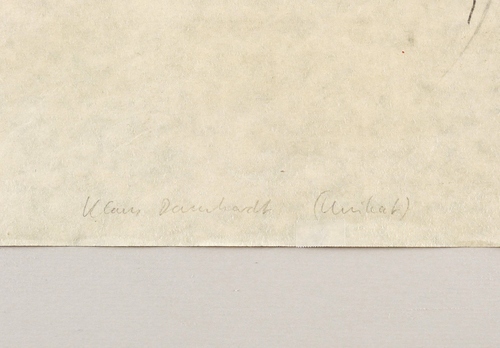 Klaus Dennhardt (Unikat)